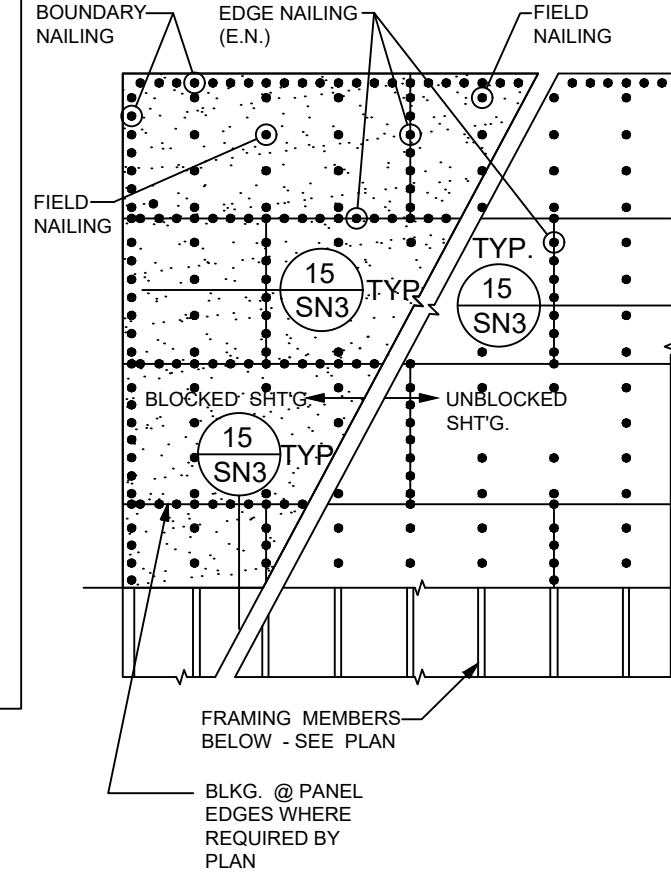 BOUNDARY
NAILING
EDGE NAILING
(E.N.)
FIELD
NAILING
FIELD
NAILING
15
SN3
TYP
TYP.
15
SN3
BLOCKED SHT'G.
UNBLOCKED
SHT'G.
15
SN3
TYP
FRAMING MEMBERS
BELOW - SEE PLAN
BLKG. @ PANEL
EDGES WHERE
REQUIRED BY
PLAN